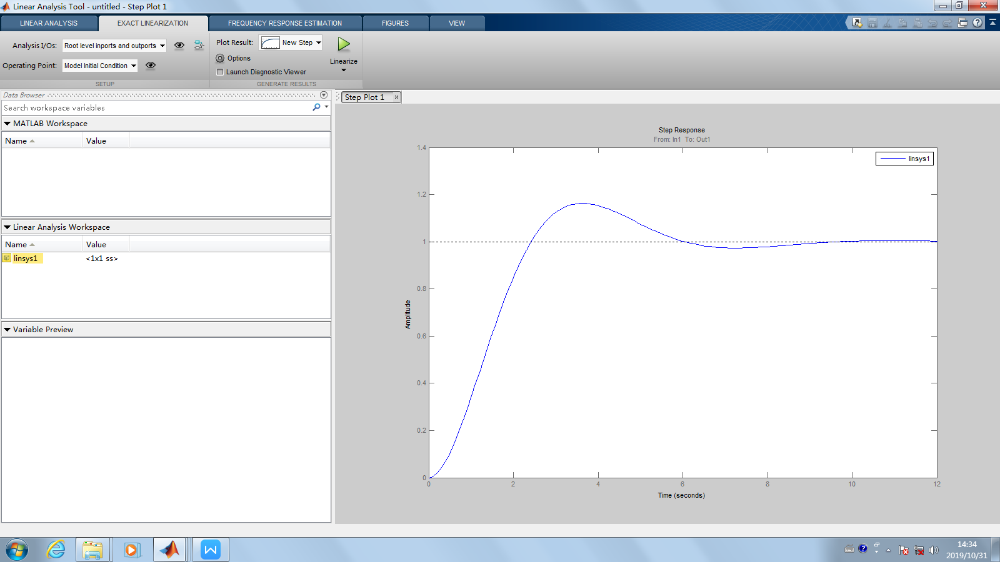 Linear Analysis Tool - untitled - Step Plot 1
LINEAR ANALYSIS
EXACT LINEARIZATION
FREQUENCY RESPONSE ESTIMATION
FIGURES
VIEW
Analysis I/Os:
Root level inports and outports
Operating Point:
Model Initial Condition
SETUP
Plot Result:
New Step
Options
Launch Diagnostic Viewer
Linearize
GENERATE RESULTS
Data Browser
Search workspace variables
MATLAB Workspace
Name
Value
Linear Analysis Workspace
Name
Value
linsys1
<1x1 ss>
Variable Preview
Step Plot 1
Step Response
From: In1 To: Out1
linsys1
1.4
1.2
1
0.8
0.6
0.4
0.2
0
Amplitude
0
2
4
6
8
10
12
Time (seconds)
14:34
2019/10/31